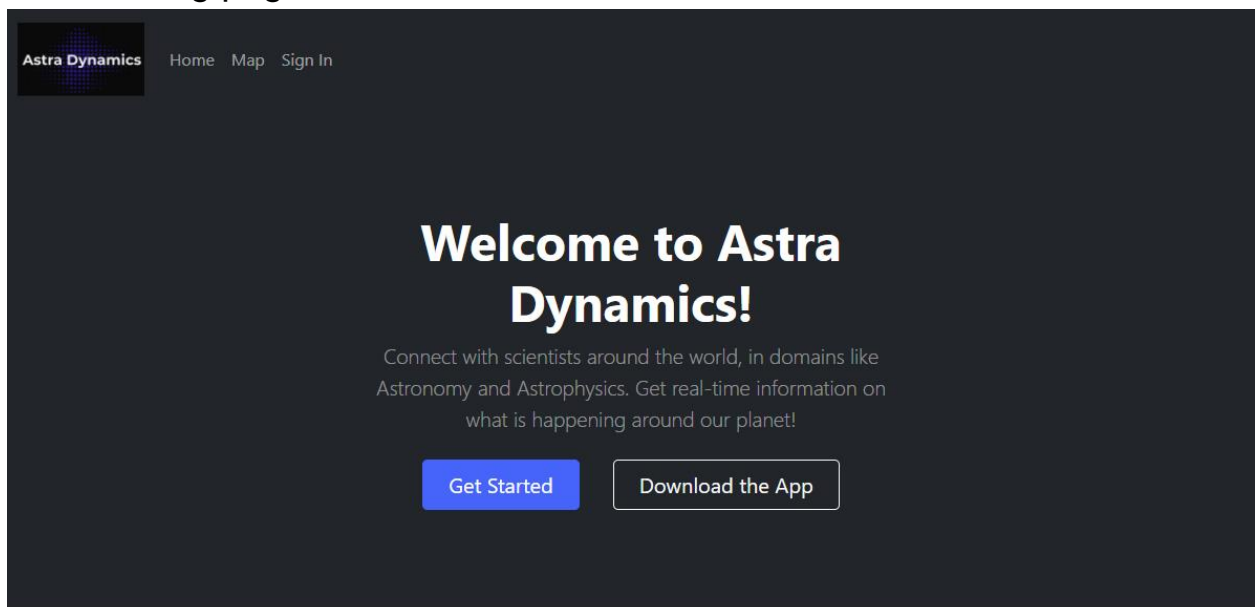 Astra Dynamics
Home Map Sign In
Welcome to Astra
Dynamics!
Connect with scientists around the world, in domains like
Astronomy and Astrophysics. Get real-time information on
what is happening around our planet!
Get Started
Download the App